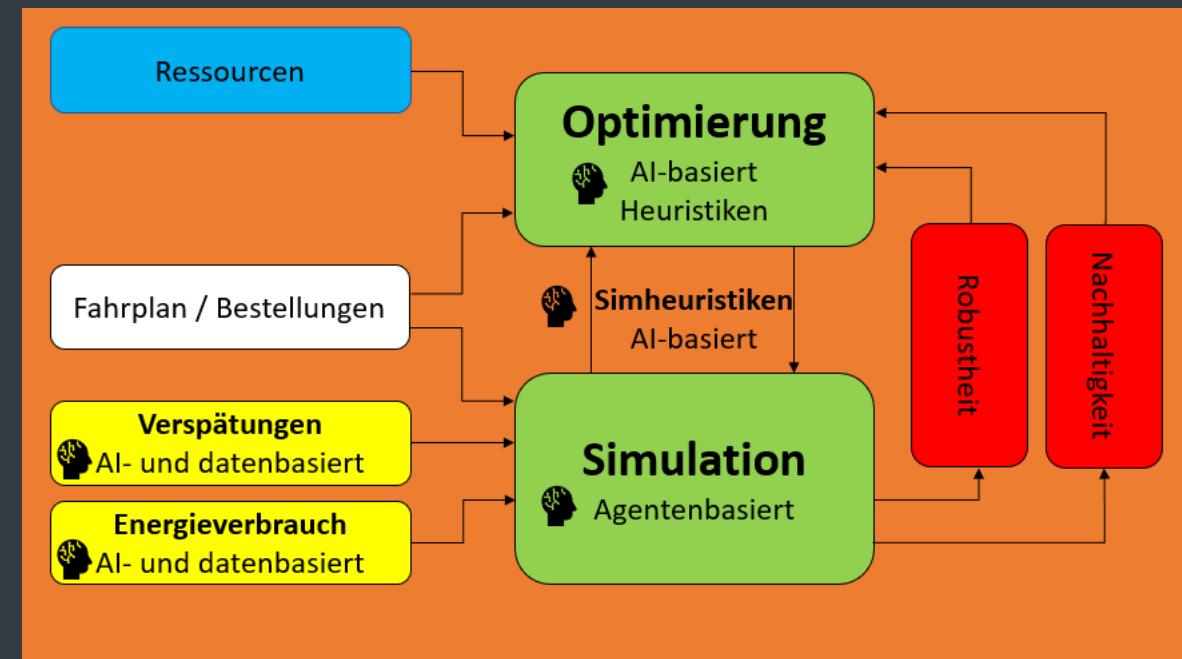 Ressourcen
Optimierung
AI-basiert
Heuristiken
Fahrplan / Bestellungen
Simheuristiken
AI-basiert
Robustheit
Nachhaltigkeit
Verspätungen
AI- und datenbasiert
Simulation
Agentenbasiert
Energieverbrauch
AI- und datenbasiert